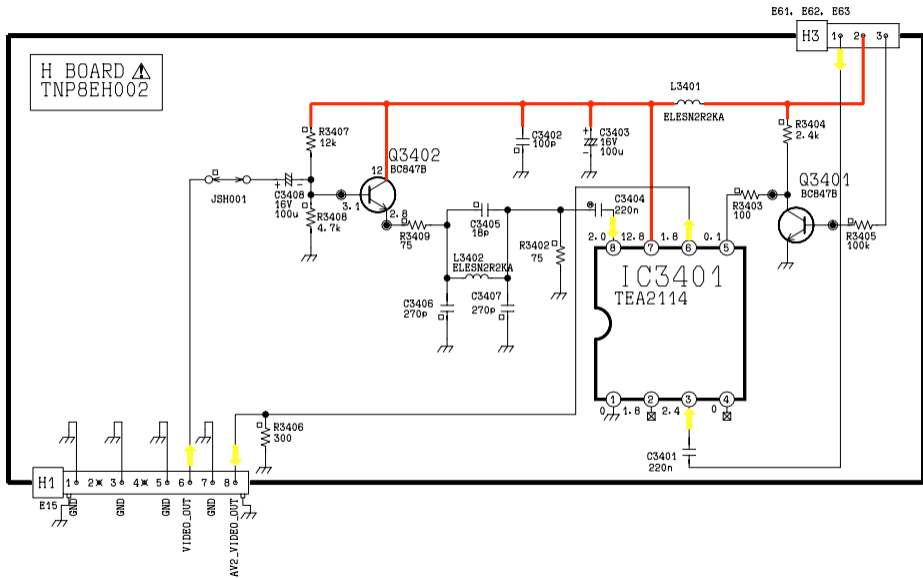 E61, E62, E63
H3 1 2 3
H BOARD ⚠
TNP8EH002
L3401
ELESN2R2KA
R3407
12k
C3402
100p
C3403
+
16V
-
100u
R3404
2.4k
Q3402
BC847B
12
Q3401
BC847B
JSH001
+ -
C3408
16V
100u
3.1
2.8
R3408
4.7k
R3409
75
C3405
18p
C3404
220n
R3403
100
R3405
100k
L3402
ELESN2R2KA
R3402
75
2.0 12.8 1.8 0.1
8 7 6 5
IC3401
TEA2114
C3406
270p
C3407
270p
1 2 3 4
0 1.8 2.4 0
R3406
300
C3401
220n
H1 1 2 3 4 5 6 7 8
E15
GND
GND
GND
VIDEO_OUT
GND
AV2_VIDEO_OUT